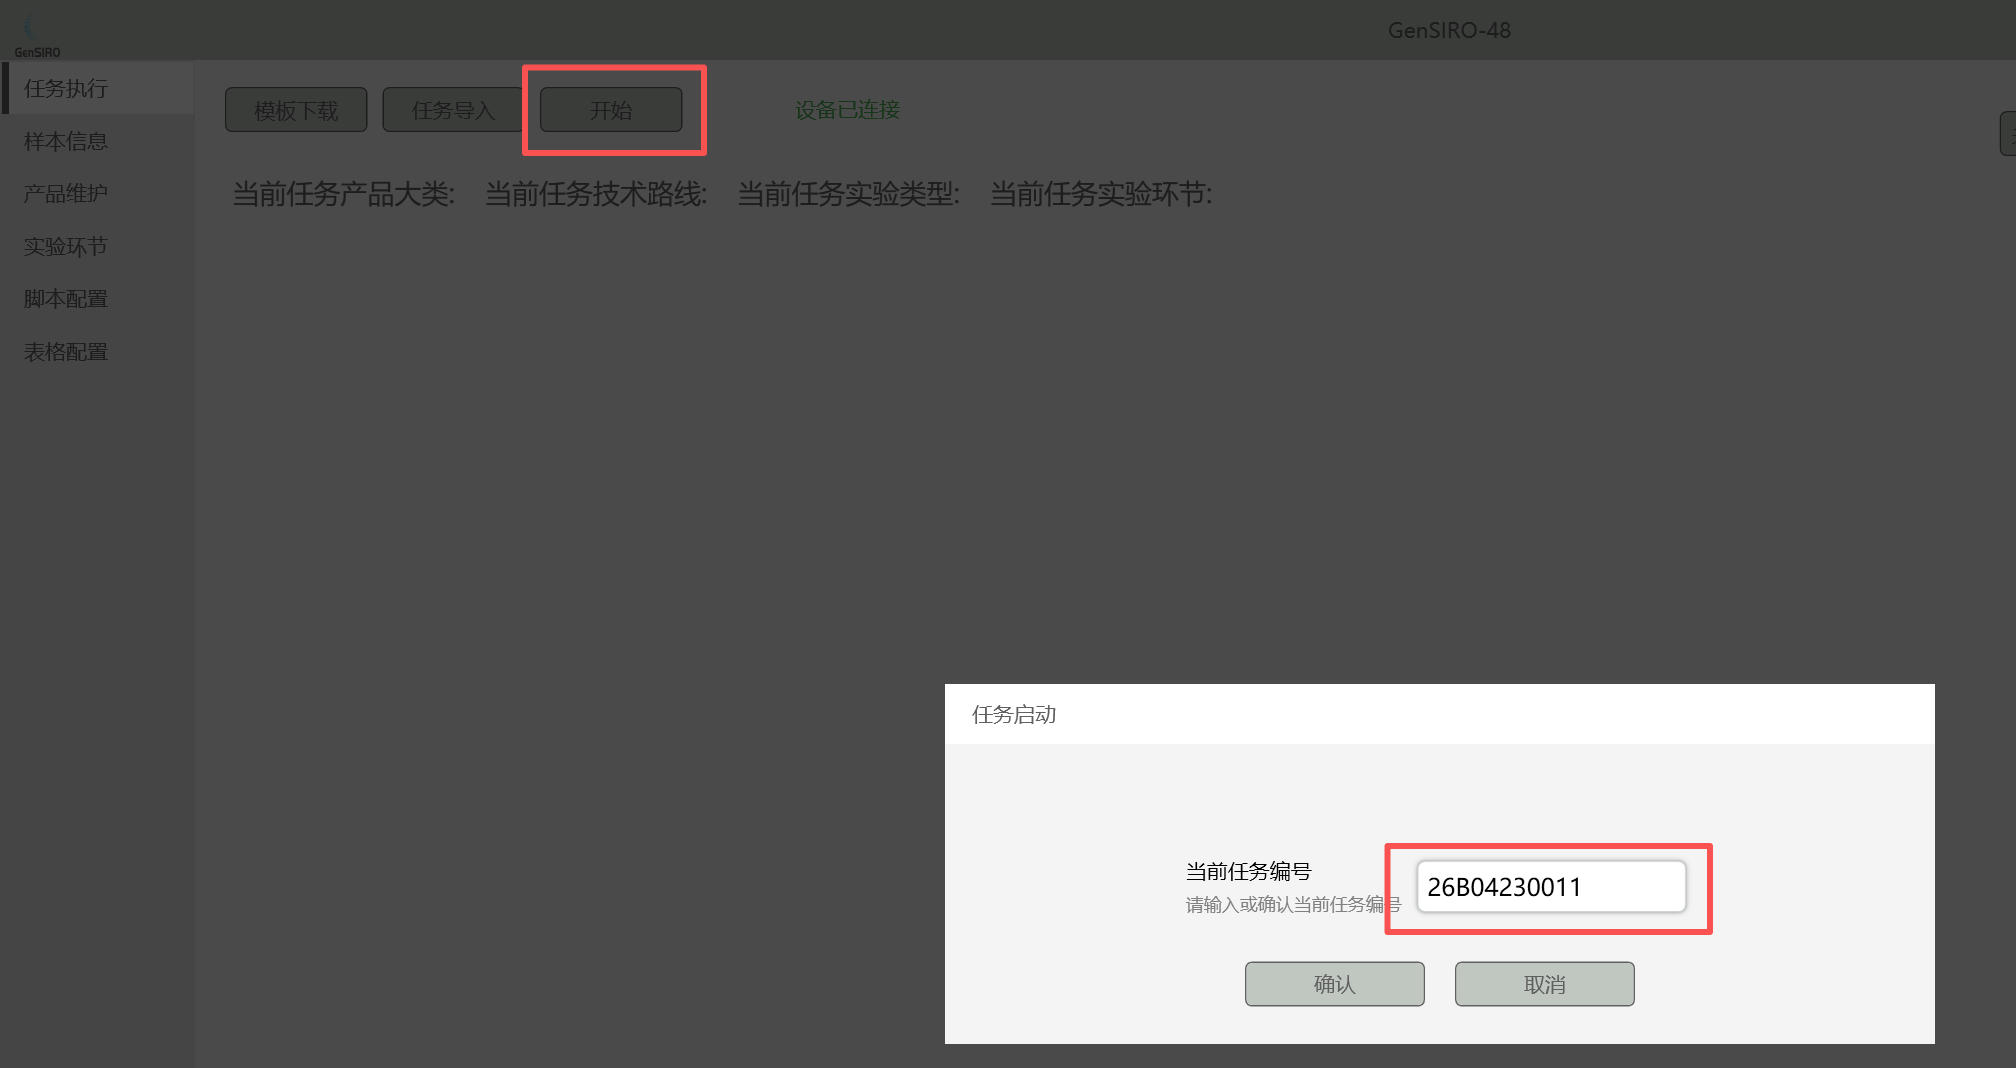 GenSIRO
GenSIRO-48
任务执行
样本信息
产品维护
实验环节
脚本配置
表格配置
模板下载
任务导入
开始
设备已连接
当前任务产品大类:
当前任务技术路线:
当前任务实验类型:
当前任务实验环节:
任务启动
当前任务编号
请输入或确认当前任务编号
26B04230011
确认
取消